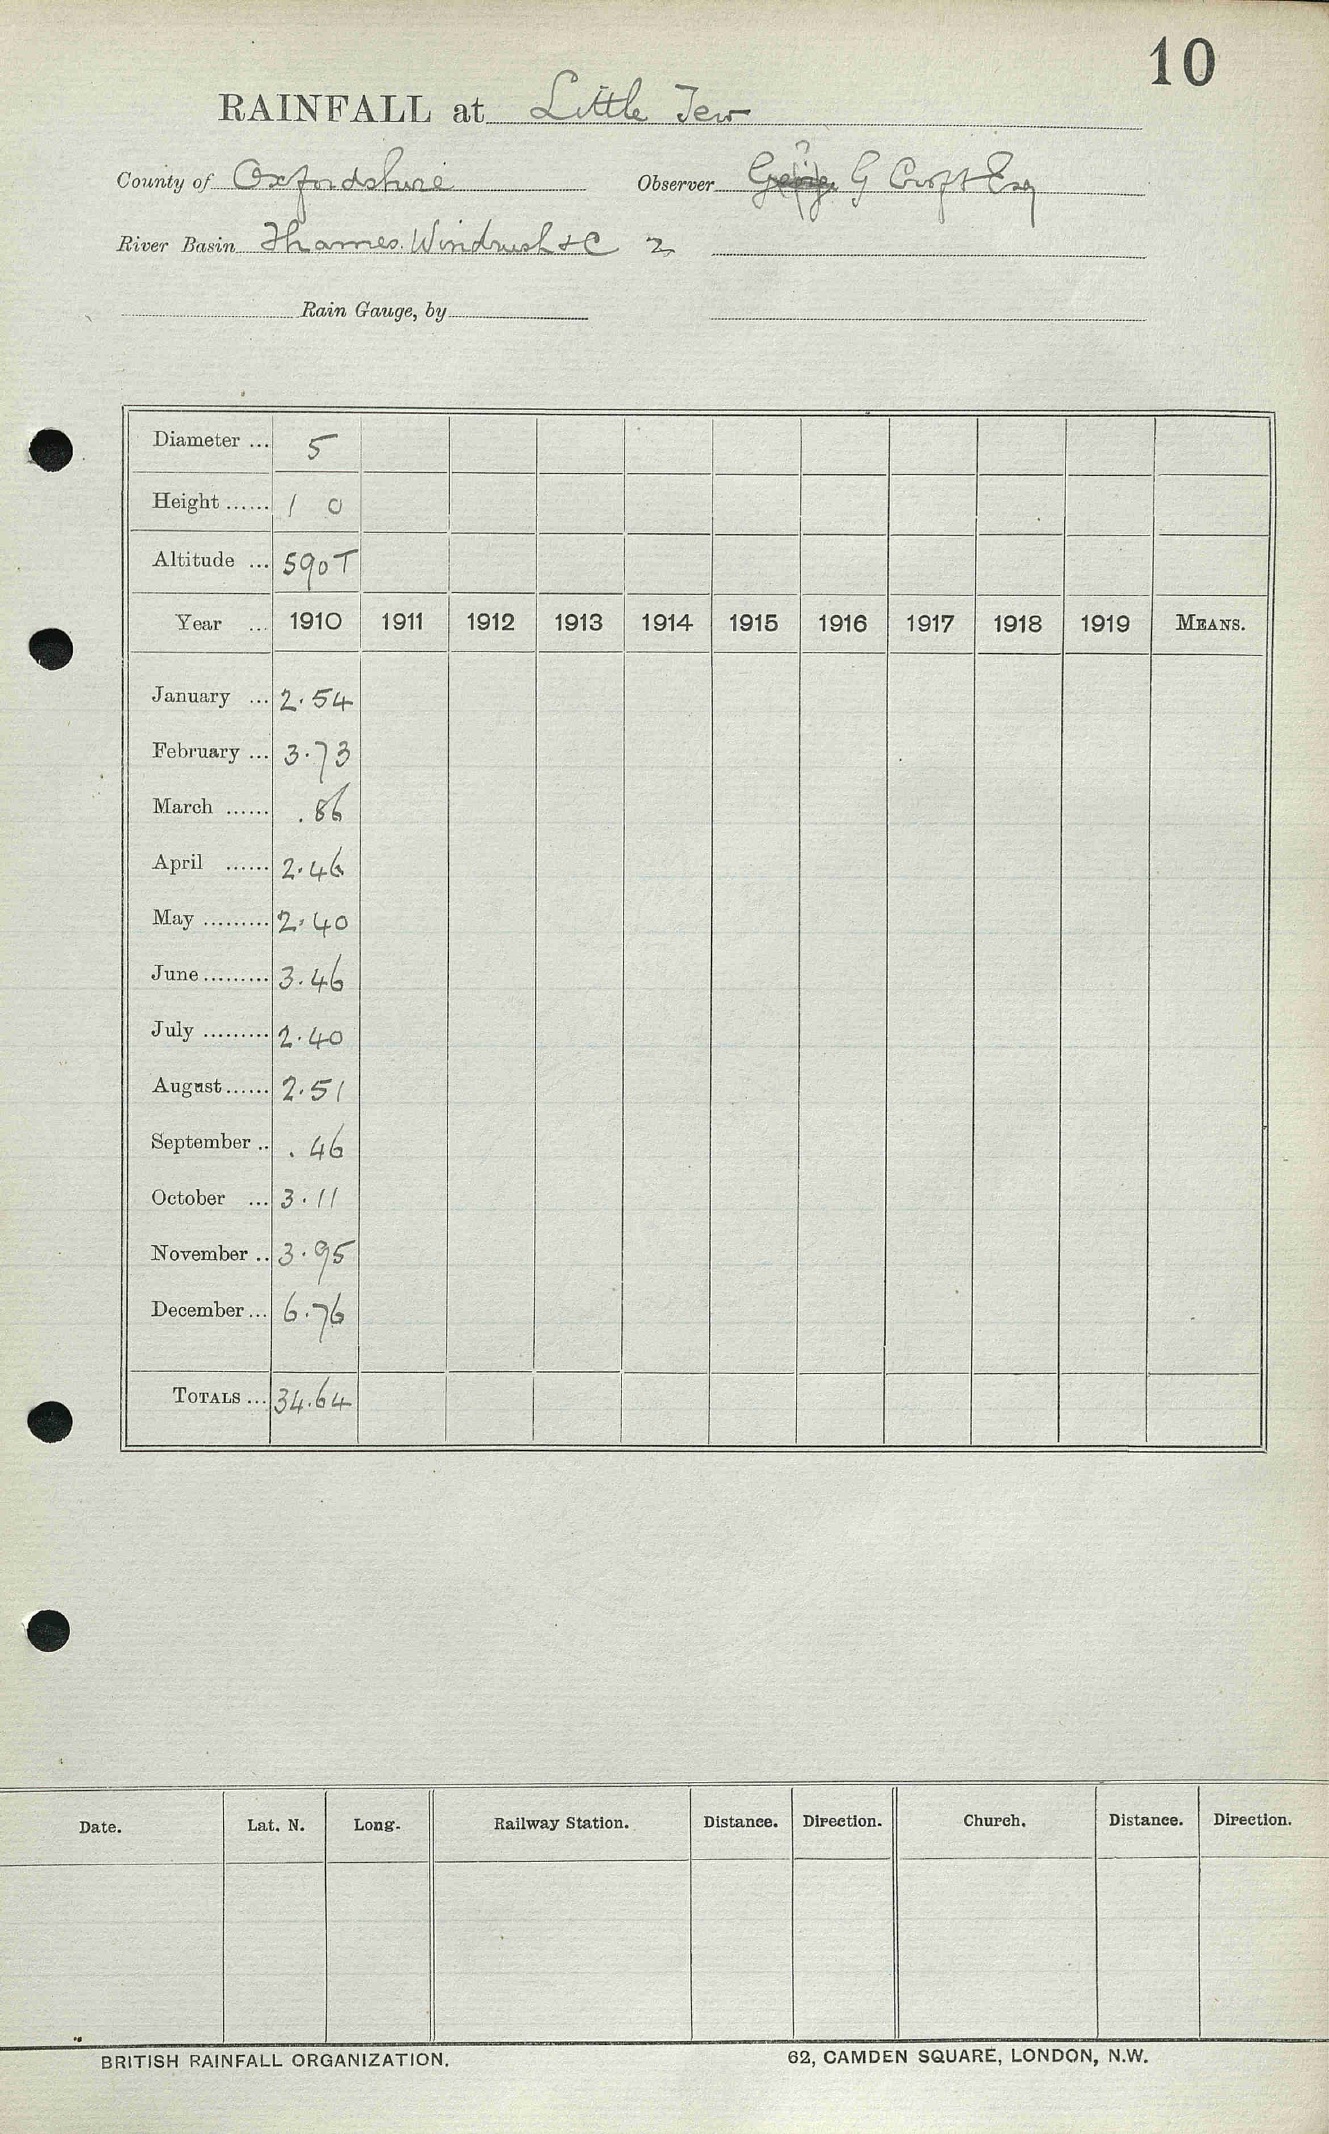 10
RAINFALL at Little Tew
County of Oxfordshire Observer G Croft Esq
River Basin Thames. Windrush & C 2
Rain Gauge, by
Diameter ... 5
Height ...... 1 0
Altitude ... 590 T
Year ... 1910 1911 1912 1913 1914 1915 1916 1917 1918 1919 MEANS.
January ... 2.54
February ... 3.73
March ...... .86
April ...... 2.46
May ......... 2.40
June ......... 3.46
July ......... 2.40
August ...... 2.51
September .. .46
October ... 3.11
November .. 3.95
December ... 6.76
TOTALS ... 34.64
Date. Lat. N. Long. Railway Station. Distance. Direction. Church. Distance. Direction.
BRITISH RAINFALL ORGANIZATION. 62, CAMDEN SQUARE, LONDON, N.W.